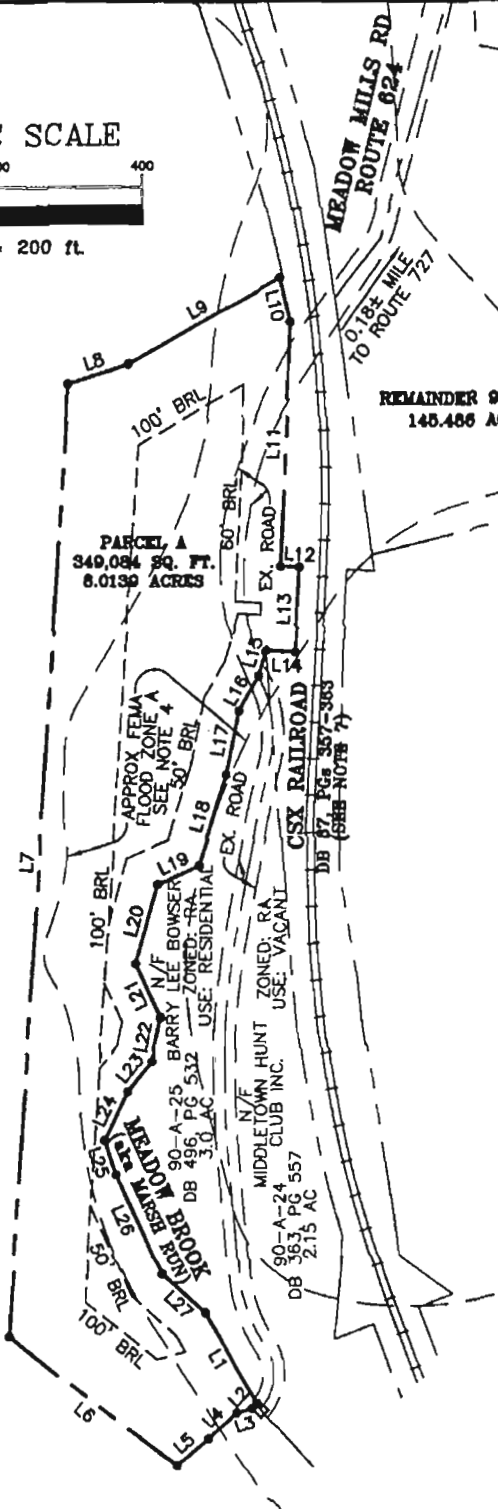 SCALE
400
200 ft.
MEADOW MILLS RD
ROUTE 624
0.18± MILE
TO ROUTE 727
L10
L9
L8
100' BRL
REMAINDER 9
145.486 A
L11
60' BRL
EX. ROAD
PARCEL A
349,084 SQ. FT.
8.0139 ACRES
L12
L13
L14
L15
L16
L17
L18
APPROX FEMA
FLOOD ZONE A
SEE NOTE 4
50' BRL
EX. ROAD
CSX RAILROAD
DB 67, PGs 357-363
(SEE NOTE 7)
L7
100' BRL
L19
L20
L21
L22
L23
L24
L25
L26
L27
N/F
BARRY LEE BOWSER
ZONED: RA
USE: RESIDENTIAL
90-A-25
DB 496, PG 532
3.0 AC
N/F
MIDDLETOWN HUNT
CLUB INC.
ZONED: RA
USE: VACANT
90-A-24
DB 363, PG 557
2.15 AC
MEADOW BROOK
(aka MARSH RUN)
50' BRL
100' BRL
L1
L2
L3
L4
L5
L6